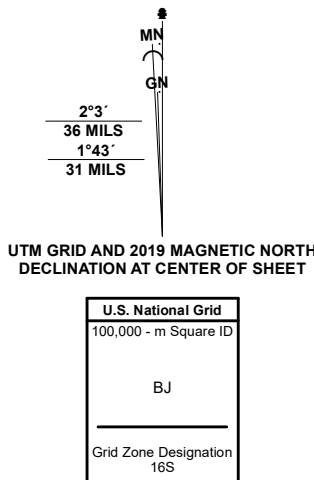 MN
GN
2°3´
36 MILS
1°43´
31 MILS
UTM GRID AND 2019 MAGNETIC NORTH
DECLINATION AT CENTER OF SHEET
U.S. National Grid
100,000 - m Square ID
BJ
Grid Zone Designation
16S